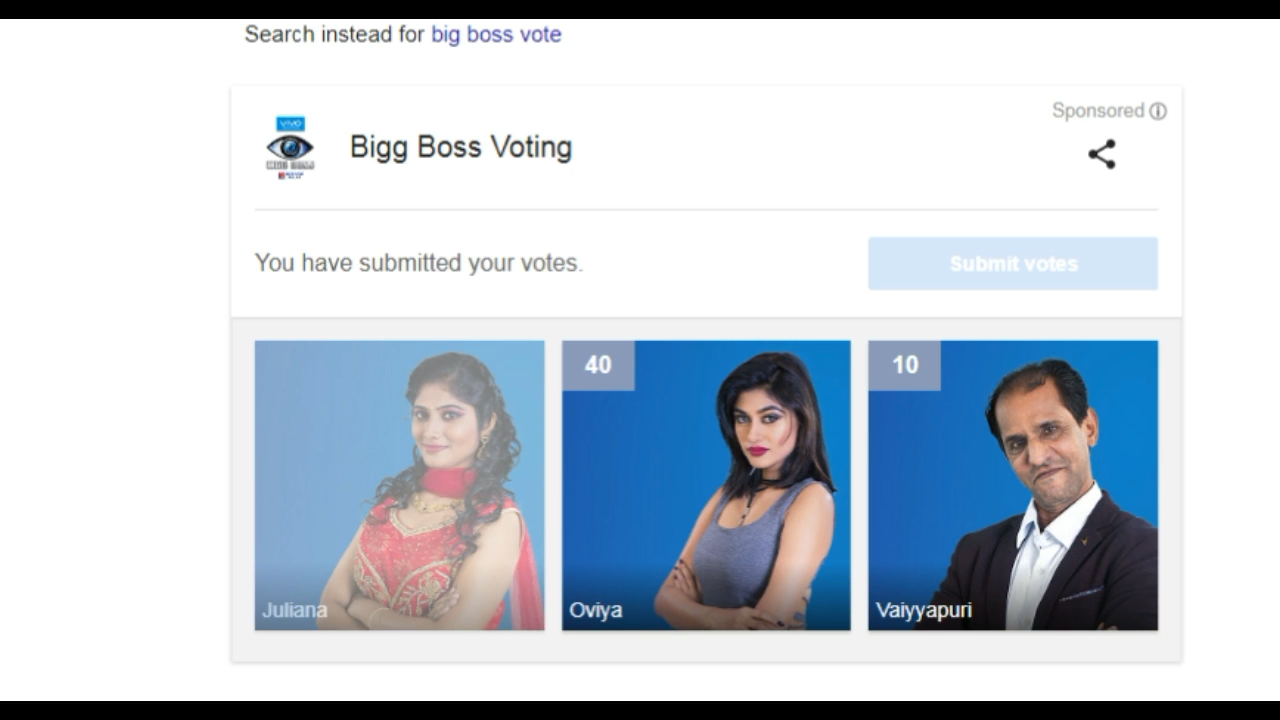 Search instead for big boss vote
Sponsored
vivo
Bigg Boss Voting
You have submitted your votes.
Submit votes
40
10
Juliana
Oviya
Vaiyyapuri